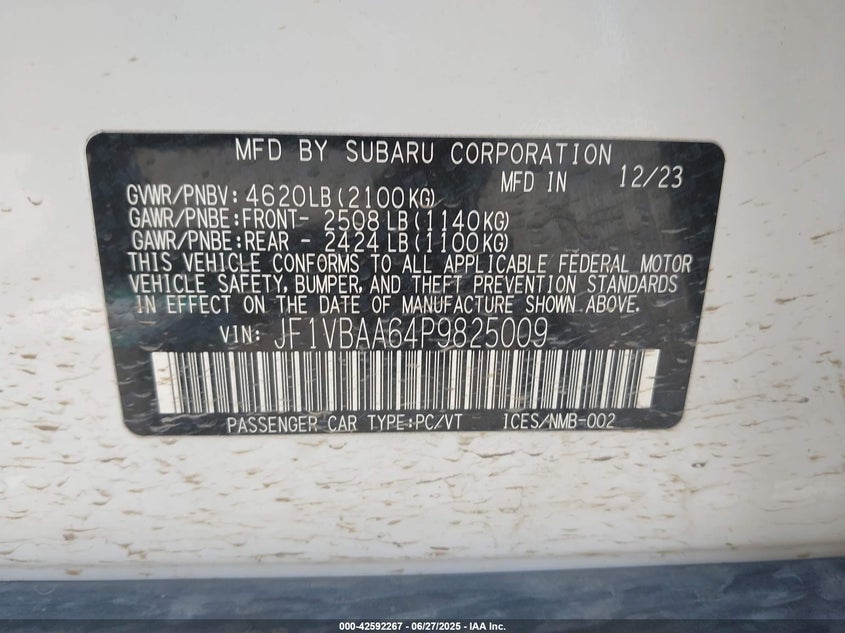 MFD BY SUBARU CORPORATION
MFD IN 12/23
GVWR/PNBV: 4620LB (2100KG)
GAWR/PNBE:FRONT- 2508 LB (1140KG)
GAWR/PNBE:REAR - 2424 LB (1100KG)
THIS VEHICLE CONFORMS TO ALL APPLICABLE FEDERAL MOTOR
VEHICLE SAFETY, BUMPER, AND THEFT PREVENTION STANDARDS
IN EFFECT ON THE DATE OF MANUFACTURE SHOWN ABOVE.
VIN: JF1VBAA64P9825009
PASSENGER CAR TYPE:PC/VT ICES/NMB-002
000-42592267 - 06/27/2025 - IAA Inc.